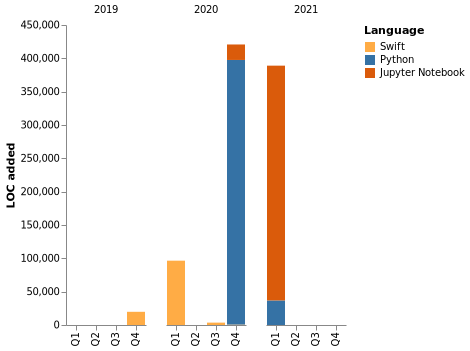 2019 2020 2021
Language
Swift
Python
Jupyter Notebook
LOC added
450,000
400,000
350,000
300,000
250,000
200,000
150,000
100,000
50,000
0
Q1 Q2 Q3 Q4 Q1 Q2 Q3 Q4 Q1 Q2 Q3 Q4